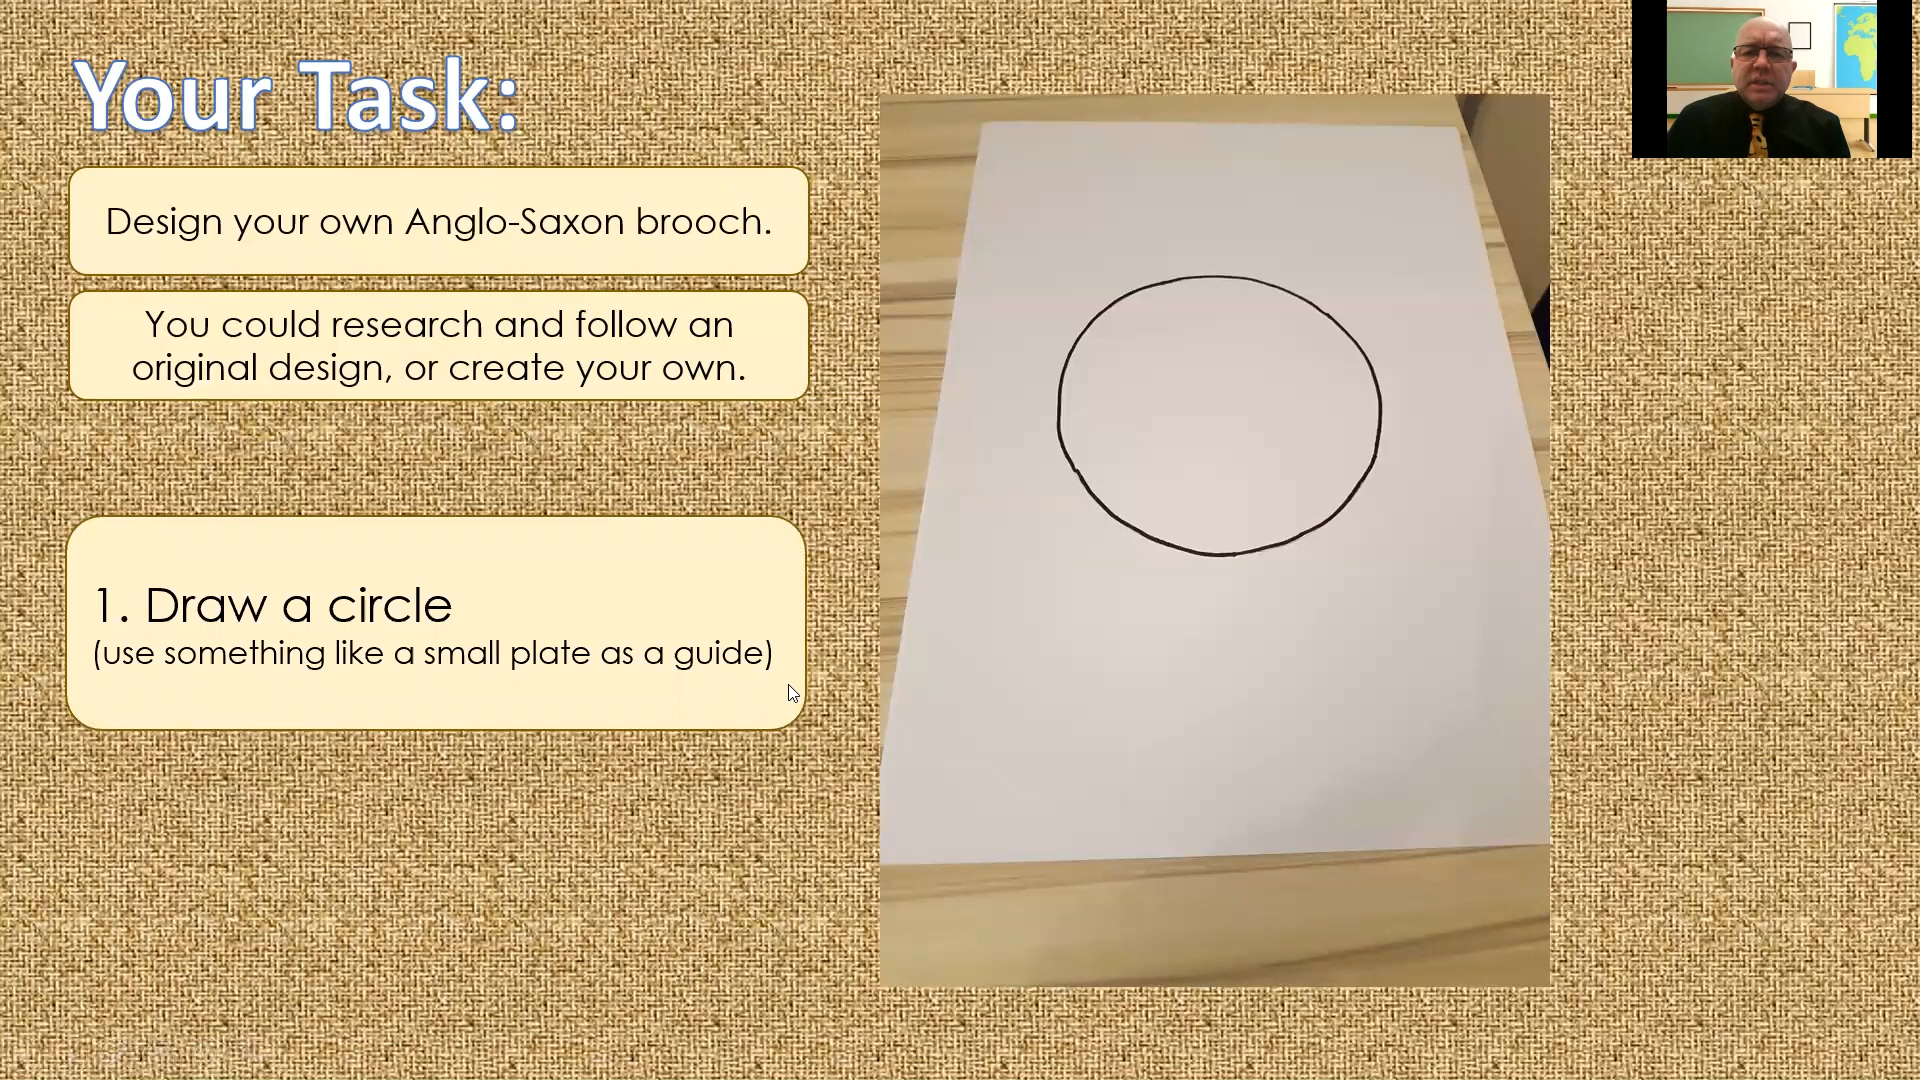 Your Task:
Design your own Anglo-Saxon brooch.
You could research and follow an
original design, or create your own.
1. Draw a circle
(use something like a small plate as a guide)